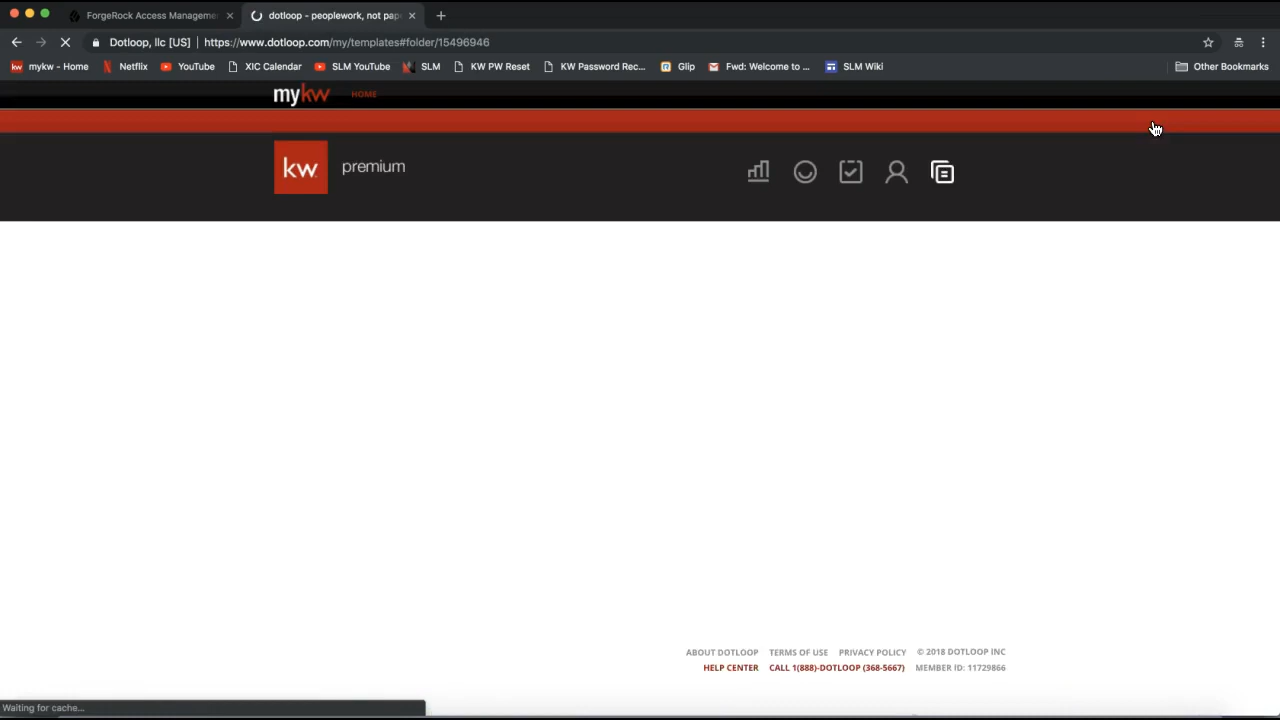 ForgeRock Access Manageme
dotloop - peoplework, not pap
Dotloop, llc [US] | https://www.dotloop.com/my/templates#folder/15496946
kw mykw - Home Netflix YouTube XIC Calendar SLM YouTube SLM KW PW Reset KW Password Rec... Glip Fwd: Welcome to ... SLM Wiki Other Bookmarks
mykw HOME
kw premium
ABOUT DOTLOOP TERMS OF USE PRIVACY POLICY © 2018 DOTLOOP INC
HELP CENTER CALL 1(888)-DOTLOOP (368-5667) MEMBER ID: 11729866
Waiting for cache...